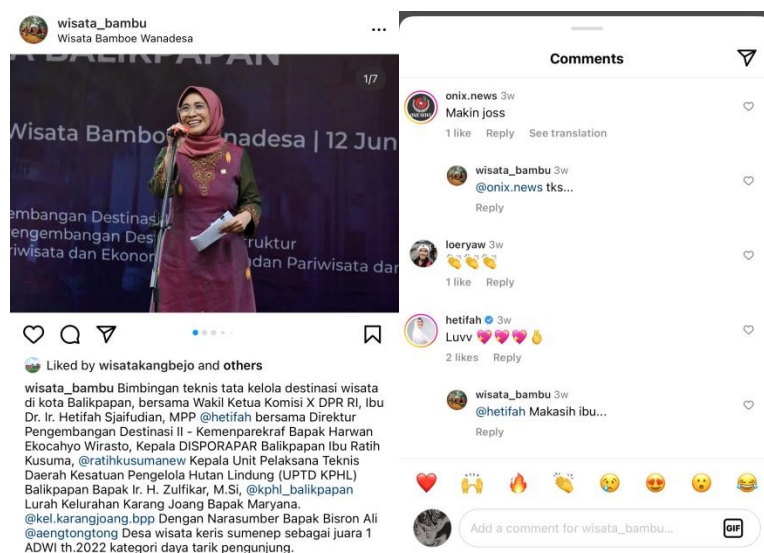 wisata_bambu
Wisata Bamboe Wanadesa
A BALIKPAPAN
1/7
Wisata Bambo nadesa | 12 Jun
embangan Destinasi
engembangan Des truktur
riwisata dan Ekonor dan Pariwisata dar
Liked by wisatakangbejo and others
wisata_bambu Bimbingan teknis tata kelola destinasi wisata
di kota Balikpapan, bersama Wakil Ketua Komisi X DPR RI, Ibu
Dr. Ir. Hetifah Sjaifudian, MPP @hetifah bersama Direktur
Pengembangan Destinasi II - Kemenparekraf Bapak Harwan
Ekocahyo Wirasto, Kepala DISPORAPAR Balikpapan Ibu Ratih
Kusuma, @ratihkusumanew Kepala Unit Pelaksana Teknis
Daerah Kesatuan Pengelola Hutan Lindung (UPTD KPHL)
Balikpapan Bapak Ir. H. Zulfikar, M.Si, @kphl_balikpapan
Lurah Kelurahan Karang Joang Bapak Maryana.
@kel.karangjoang.bpp Dengan Narasumber Bapak Bisron Ali
@aengtongtong Desa wisata keris sumenep sebagai juara 1
ADWI th.2022 kategori daya tarik pengunjung.
Comments
onix.news 3w
Makin joss
1 like Reply See translation
wisata_bambu 3w
@onix.news tks...
Reply
loeryaw 3w
👏👏👏
1 like Reply
hetifah 3w
Luvv 💖💖💖🫰
2 likes Reply
wisata_bambu 3w
@hetifah Makasih ibu...
Reply
❤️ 🙌 🔥 👏 😢 😍 😮 😂
Add a comment for wisata_bambu...
GIF